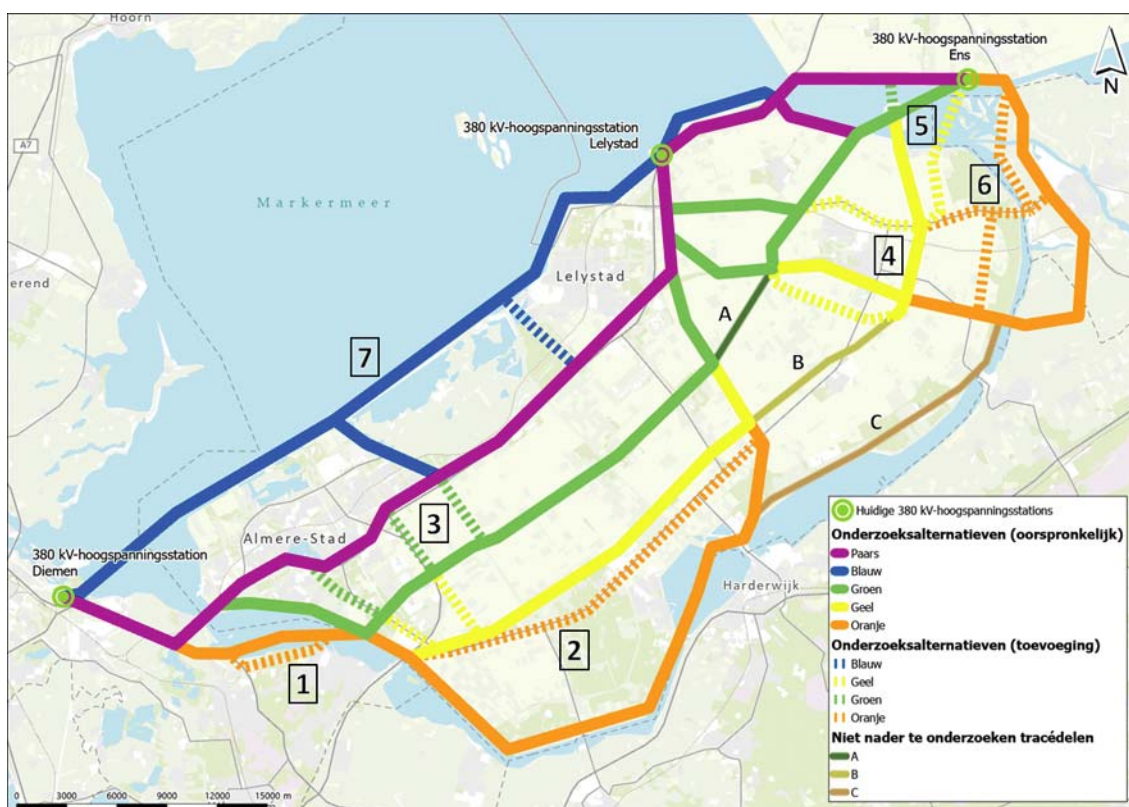 Hoorn
380 kV-hoogspanningsstation
Ens
N
A7
380 kV-hoogspanningsstation
Lelystad
5
6
Markermeer
4
erend
Lelystad
A
B
7
C
3
Almere-Stad
380 kV-hoogspanningsstation
Diemen
Harderwijk
2
1
Huidige 380 kV-hoogspanningsstations
Onderzoeksalternatieven (oorspronkelijk)
Paars
Blauw
Groen
Geel
Oranje
Onderzoeksalternatieven (toevoeging)
Blauw
Geel
Groen
Oranje
Niet nader te onderzoeken tracédelen
A
B
C
0 3000 6000 9000 12000 15000 m